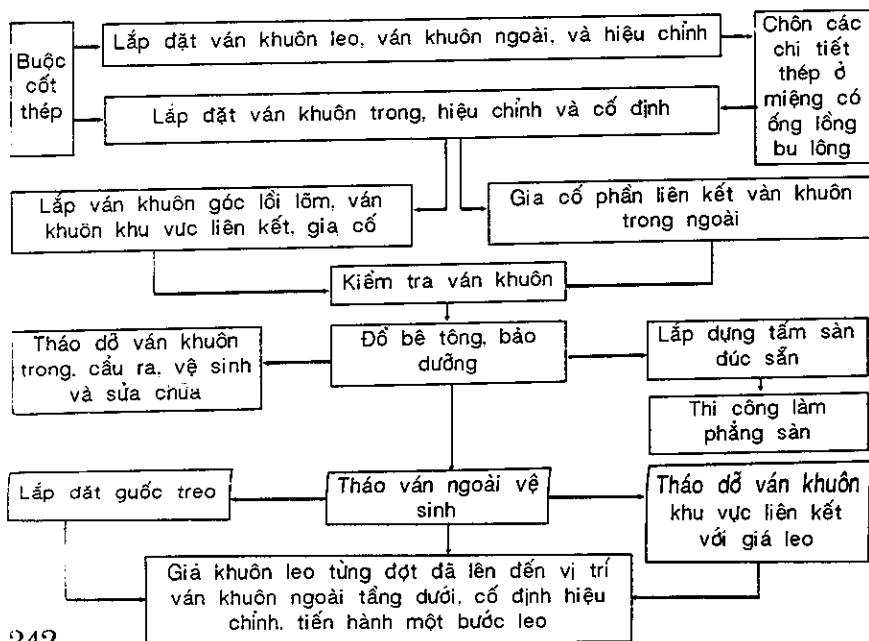 Buộc
cốt
thép
Lắp đặt ván khuôn leo, ván khuôn ngoài, và hiệu chỉnh
Chôn các
chi tiết
thép ở
miệng có
ống lồng
bu lông
Lắp đặt ván khuôn trong, hiệu chỉnh và cố định
Lắp ván khuôn góc lồi lõm, ván
khuôn khu vực liên kết, gia cố
Gia cố phần liên kết vàn khuôn
trong ngoài
Kiểm tra ván khuôn
Tháo dỡ ván khuôn
trong, cẩu ra, vệ sinh
và sửa chữa
Đổ bê tông, bảo
dưỡng
Lắp dựng tấm sàn
đúc sẵn
Thi công làm
phẳng sàn
Lắp đặt guốc treo
Tháo ván ngoài vệ
sinh
Tháo dỡ ván khuôn
khu vực liên kết
với giá leo
Giá khuôn leo từng đợt đã lên đến vị trí
ván khuôn ngoài tầng dưới, cố định hiệu
chỉnh, tiến hành một bước leo
242